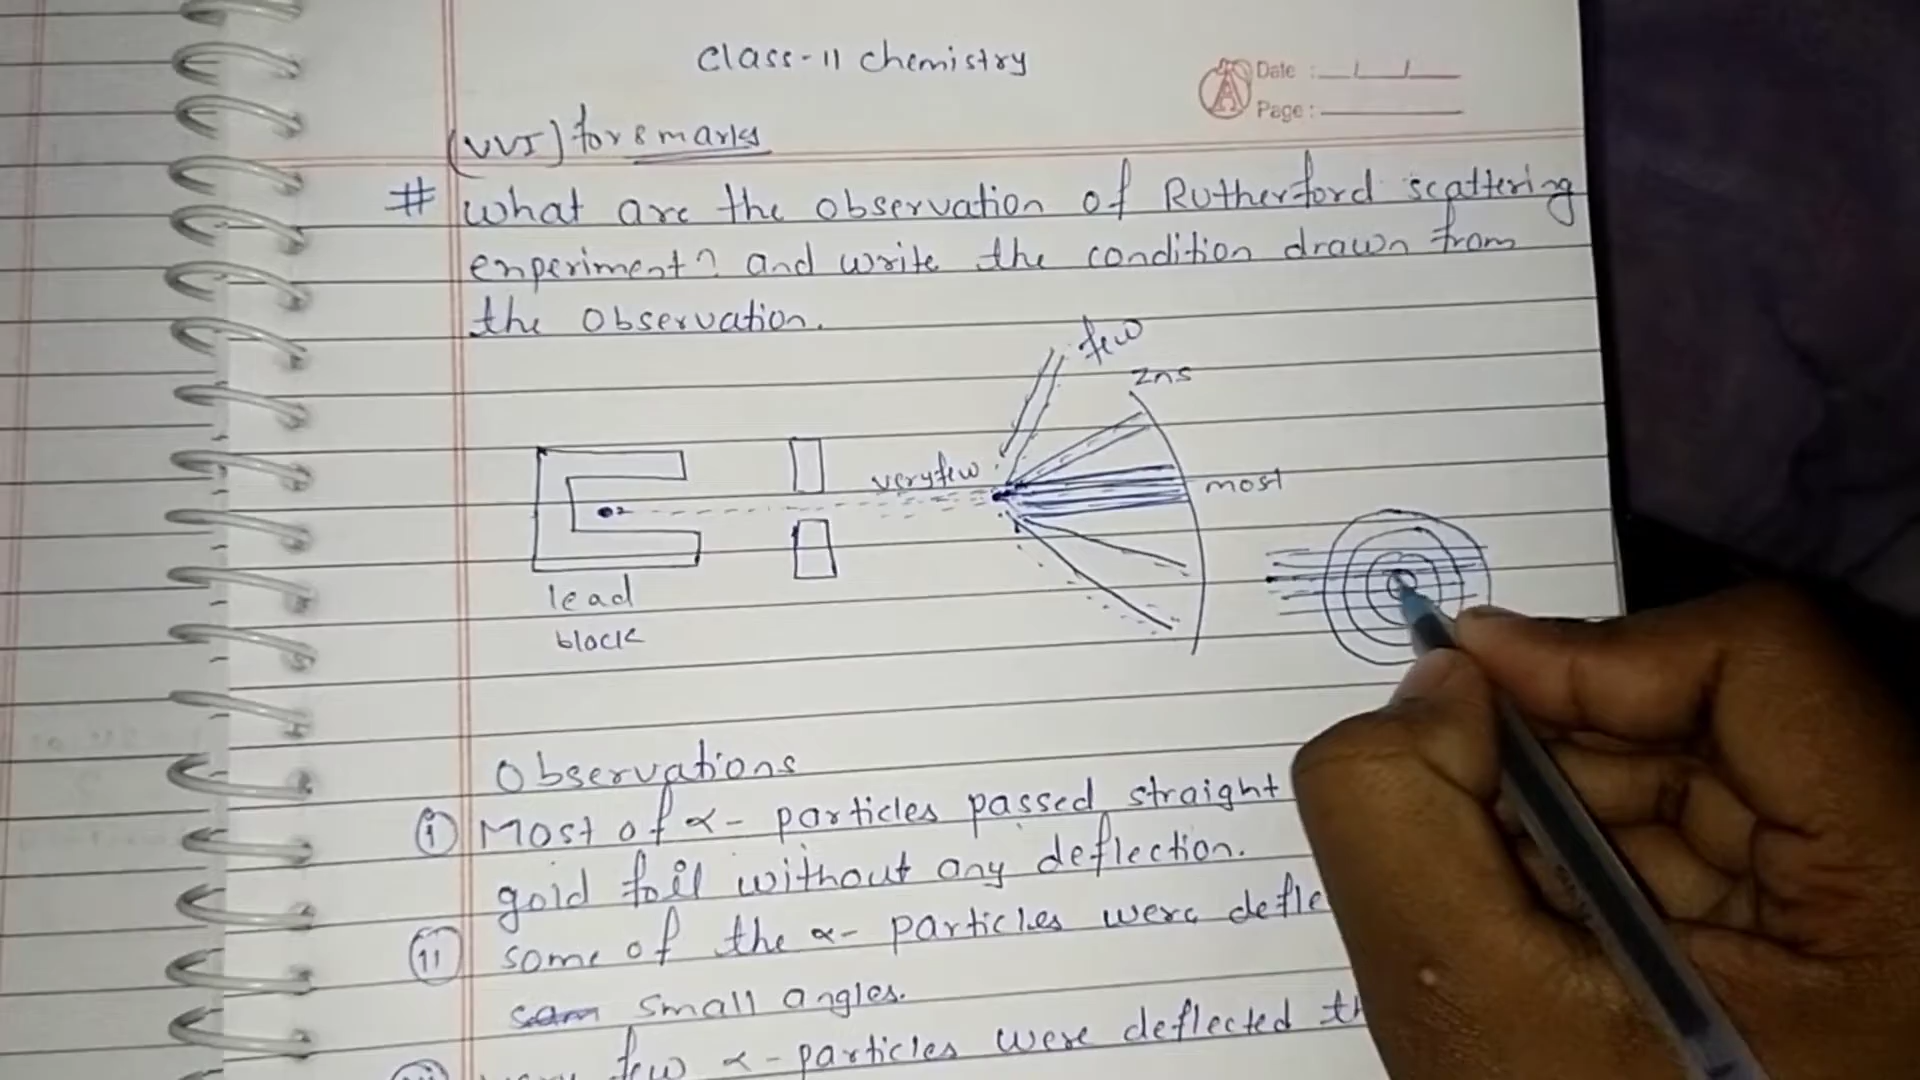 Class-11 Chemistry
Date :
Page :
(VVI) for 8 marks
# What are the observation of Rutherford scattering
enperiment? and write the condition drawn from
the observation.
few
Zns
very few
most
lead
block
Observations
(i) Most of α- particles passed straight
gold foil without any deflection.
(ii) some of the α- particles were defle
small angles.
few α- particles were deflected th